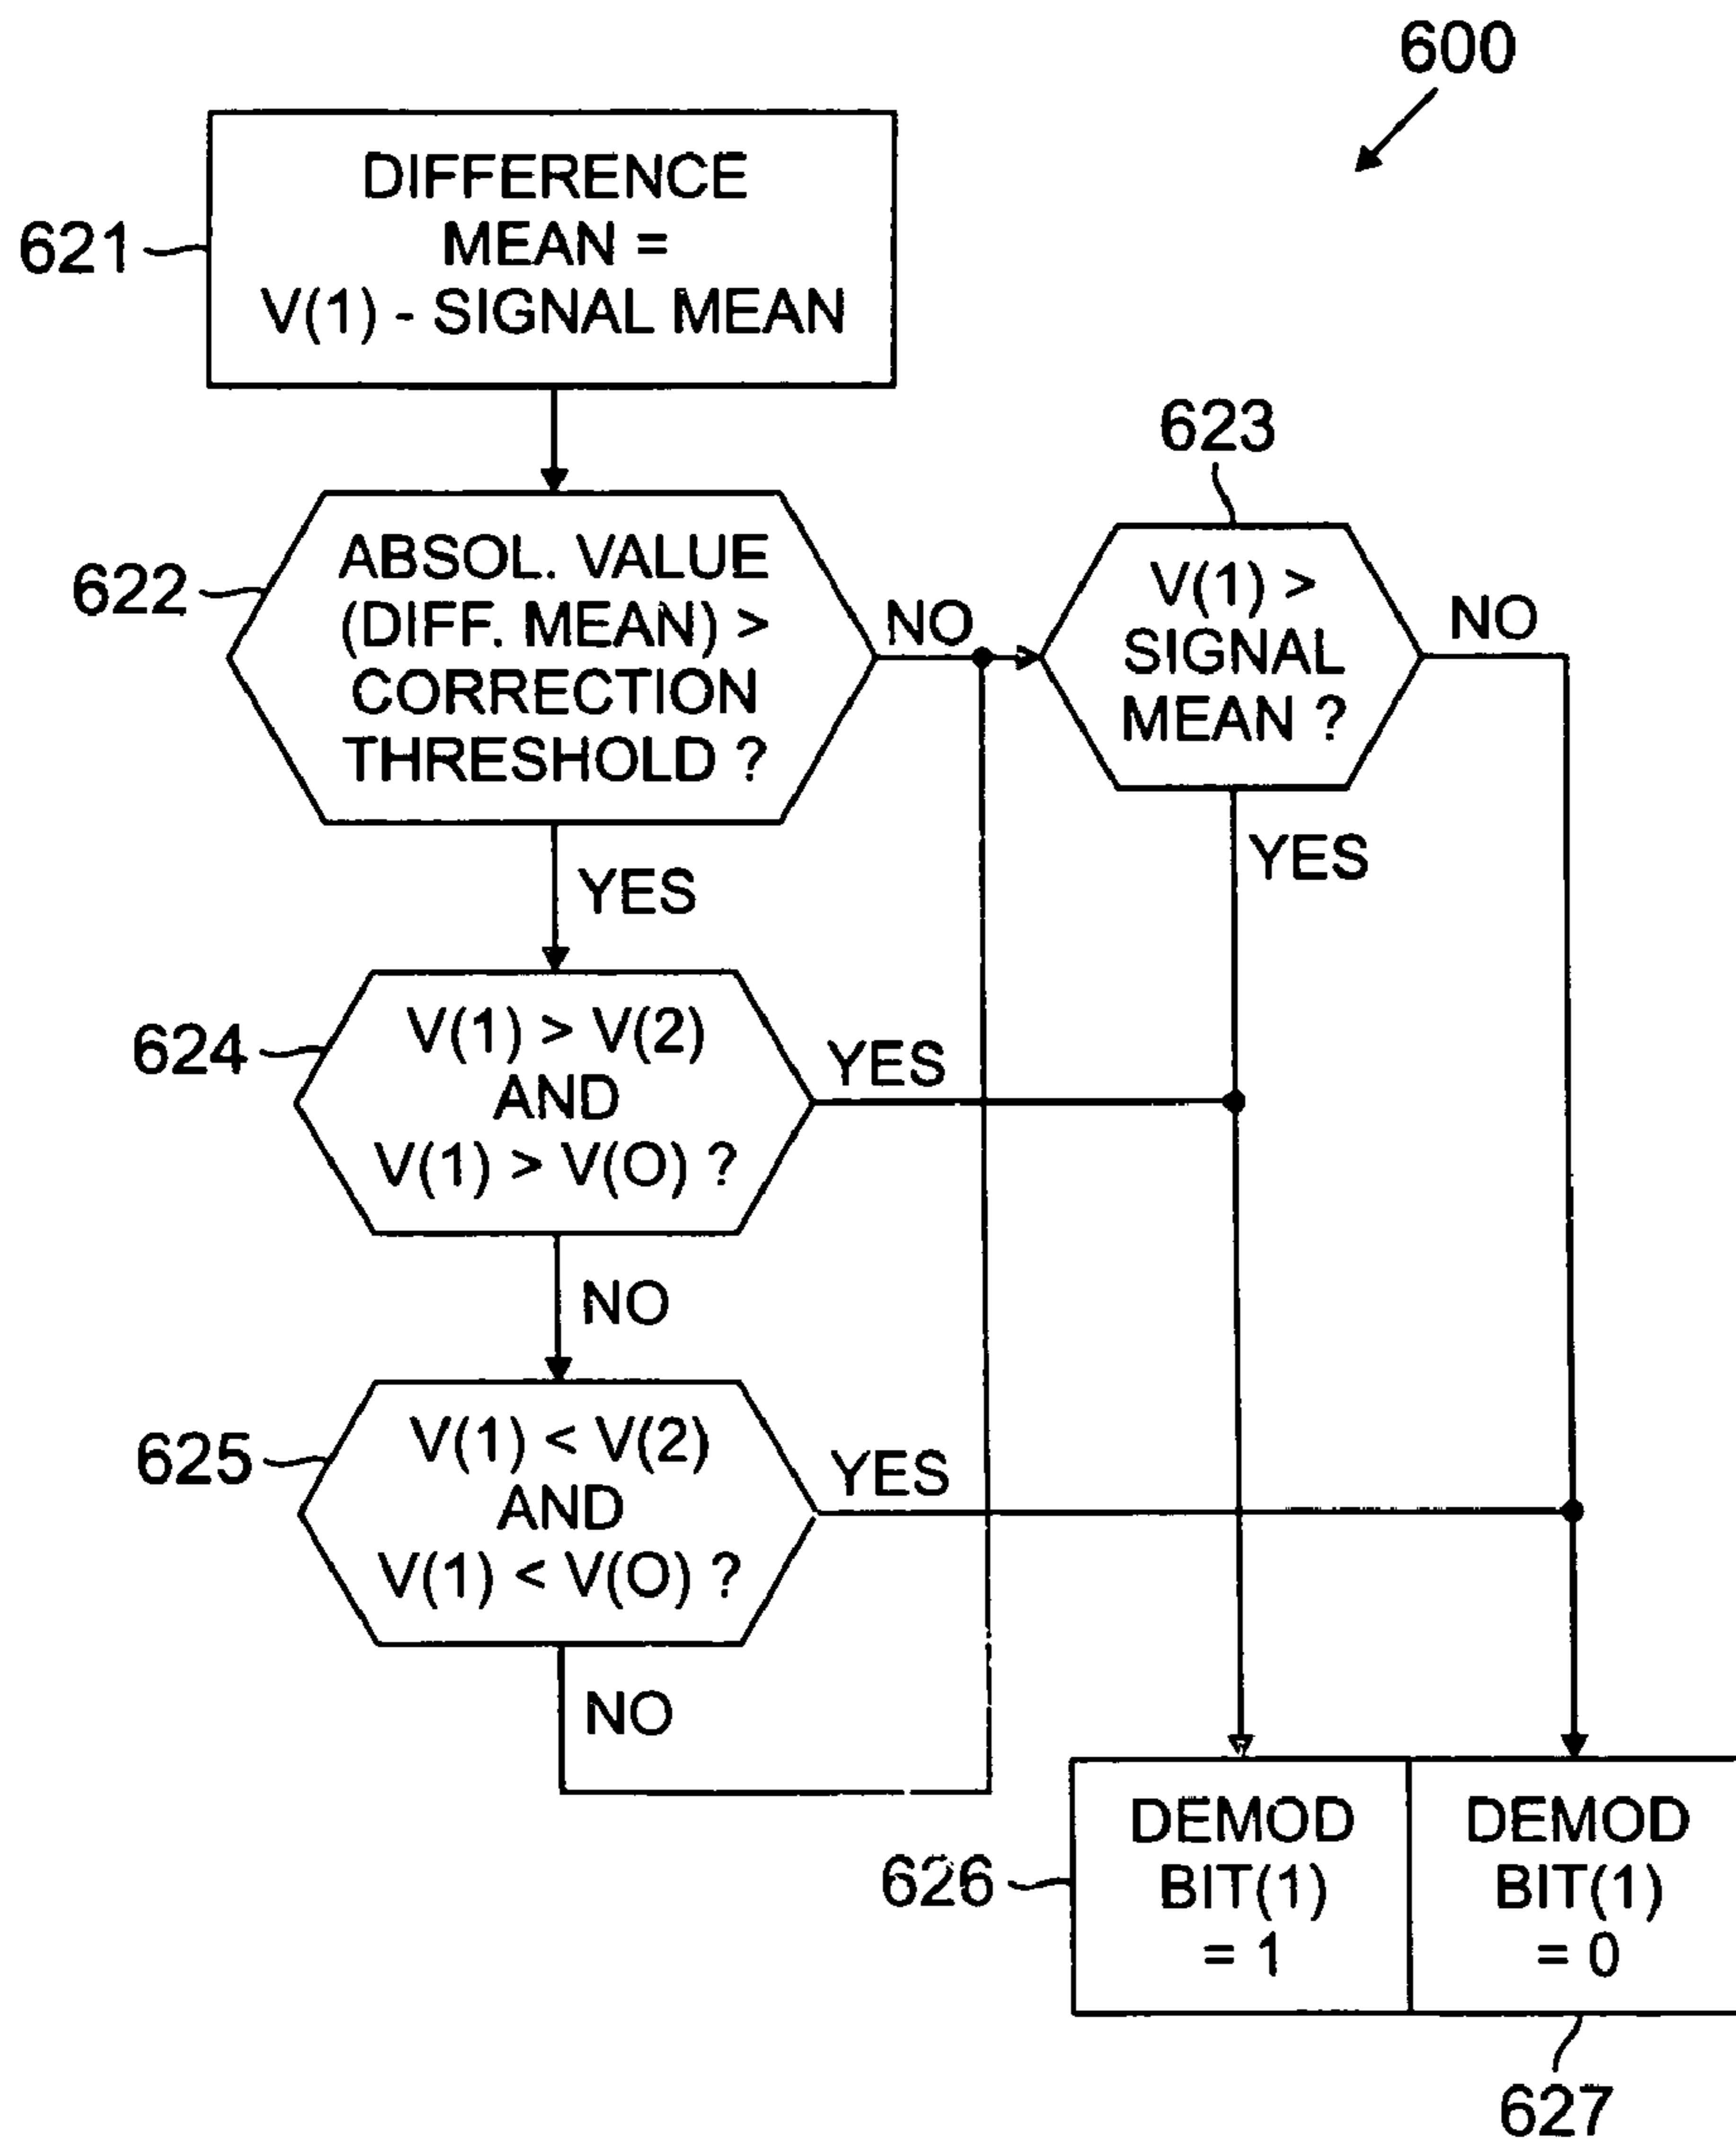 600
621
DIFFERENCE
MEAN =
V(1) - SIGNAL MEAN
622
ABSOL. VALUE
(DIFF. MEAN) >
CORRECTION
THRESHOLD ?
NO
YES
623
V(1) >
SIGNAL
MEAN ?
NO
YES
624
V(1) > V(2)
AND
V(1) > V(O) ?
YES
NO
625
V(1) < V(2)
AND
V(1) < V(O) ?
YES
NO
626
DEMOD
BIT(1)
= 1
DEMOD
BIT(1)
= 0
627